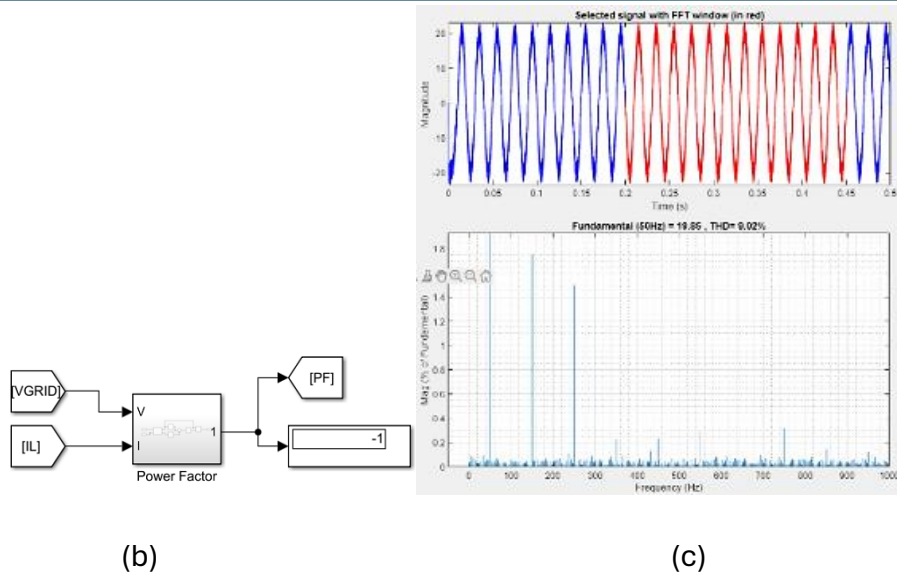 [VGRID]
[IL]
V
I
1
Power Factor
[PF]
-1
(b)
Selected signal with FFT window (in red)
Magnitude
20
10
0
-10
-20
0 0.05 0.1 0.15 0.2 0.25 0.3 0.35 0.4 0.45 0.5
Time (s)
Fundamental (50Hz) = 19.86 , THD= 9.02%
Mag (% of Fundamental)
1.8
1.4
1.2
1
0.8
0.6
0.4
0.2
0
0 100 200 300 400 500 600 700 800 900 1000
Frequency (Hz)
(c)